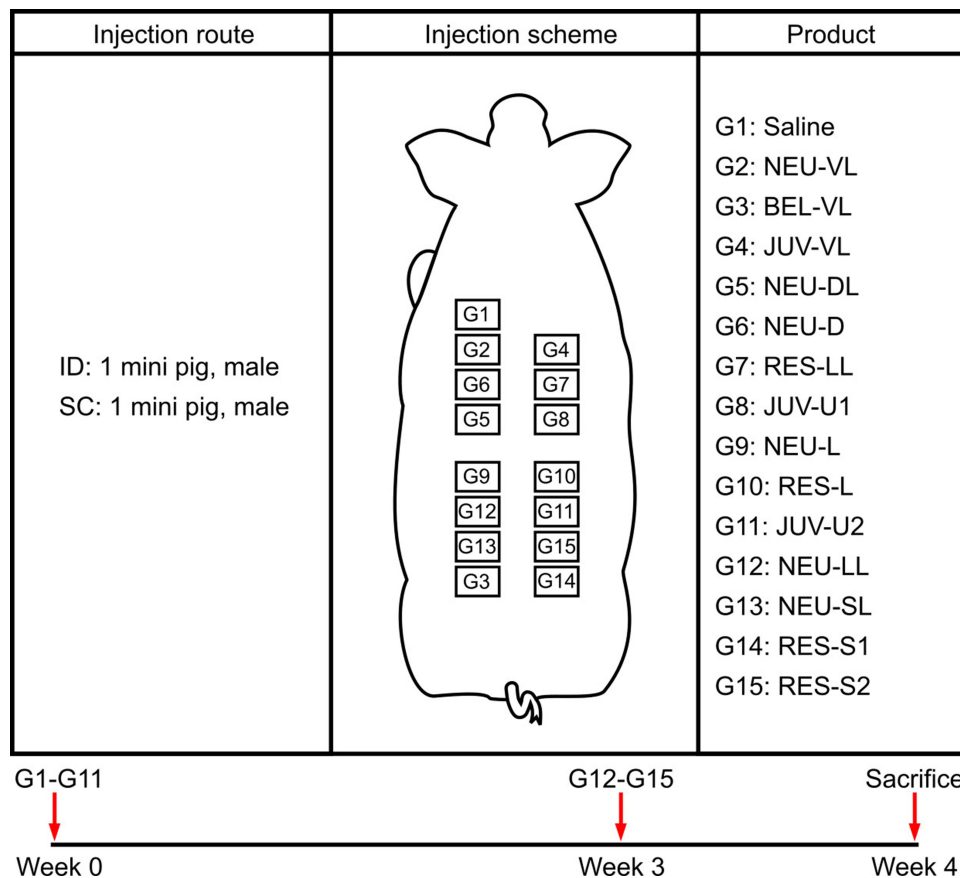 Injection route
Injection scheme
Product
ID: 1 mini pig, male
SC: 1 mini pig, male
G1
G2 G4
G6 G7
G5 G8
G9 G10
G12 G11
G13 G15
G3 G14
G1: Saline
G2: NEU-VL
G3: BEL-VL
G4: JUV-VL
G5: NEU-DL
G6: NEU-D
G7: RES-LL
G8: JUV-U1
G9: NEU-L
G10: RES-L
G11: JUV-U2
G12: NEU-LL
G13: NEU-SL
G14: RES-S1
G15: RES-S2
G1-G11 G12-G15 Sacrifice
Week 0 Week 3 Week 4